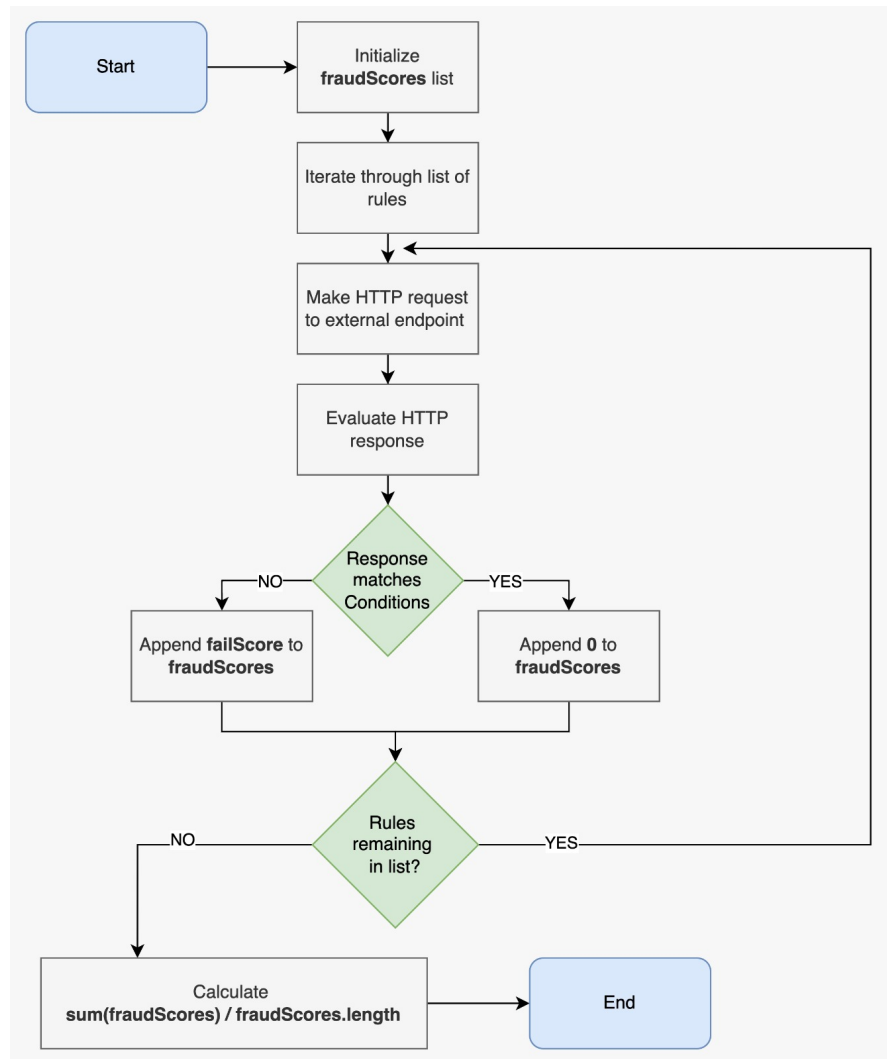 Start
Initialize
fraudScores list
Iterate through list of
rules
Make HTTP request
to external endpoint
Evaluate HTTP
response
Response
matches
Conditions
NO
YES
Append failScore to
fraudScores
Append 0 to
fraudScores
Rules
remaining
in list?
NO
YES
Calculate
sum(fraudScores) / fraudScores.length
End